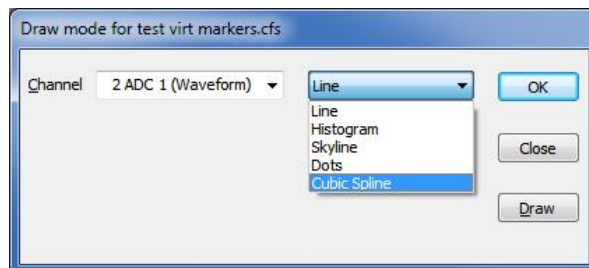 Draw mode for test virt markers.cfs
Channel 2 ADC 1 (Waveform) Line OK
Line
Histogram
Skyline
Dots
Cubic Spline
Close
Draw